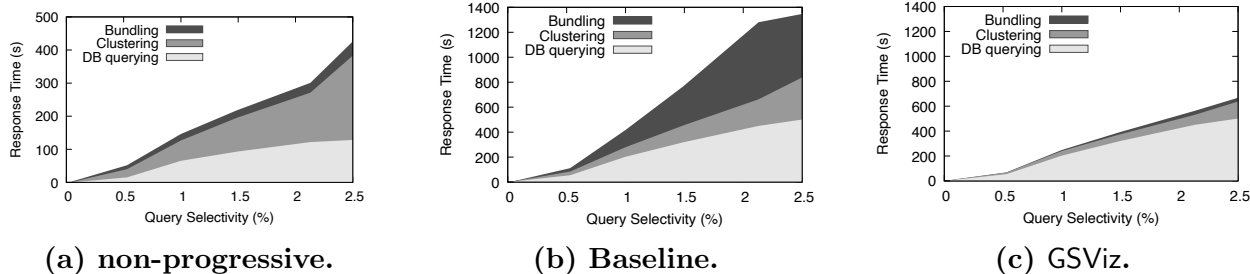 500
400
300
200
100
0
Response Time (s)
Bundling
Clustering
DB querying
0 0.5 1 1.5 2 2.5
Query Selectivity (%)
(a) non-progressive.
1400
1200
1000
800
600
400
200
0
Response Time (s)
Bundling
Clustering
DB querying
0 0.5 1 1.5 2 2.5
Query Selectivity (%)
(b) Baseline.
1400
1200
1000
800
600
400
200
0
Response Time (s)
Bundling
Clustering
DB querying
0 0.5 1 1.5 2 2.5
Query Selectivity (%)
(c) GSViz.